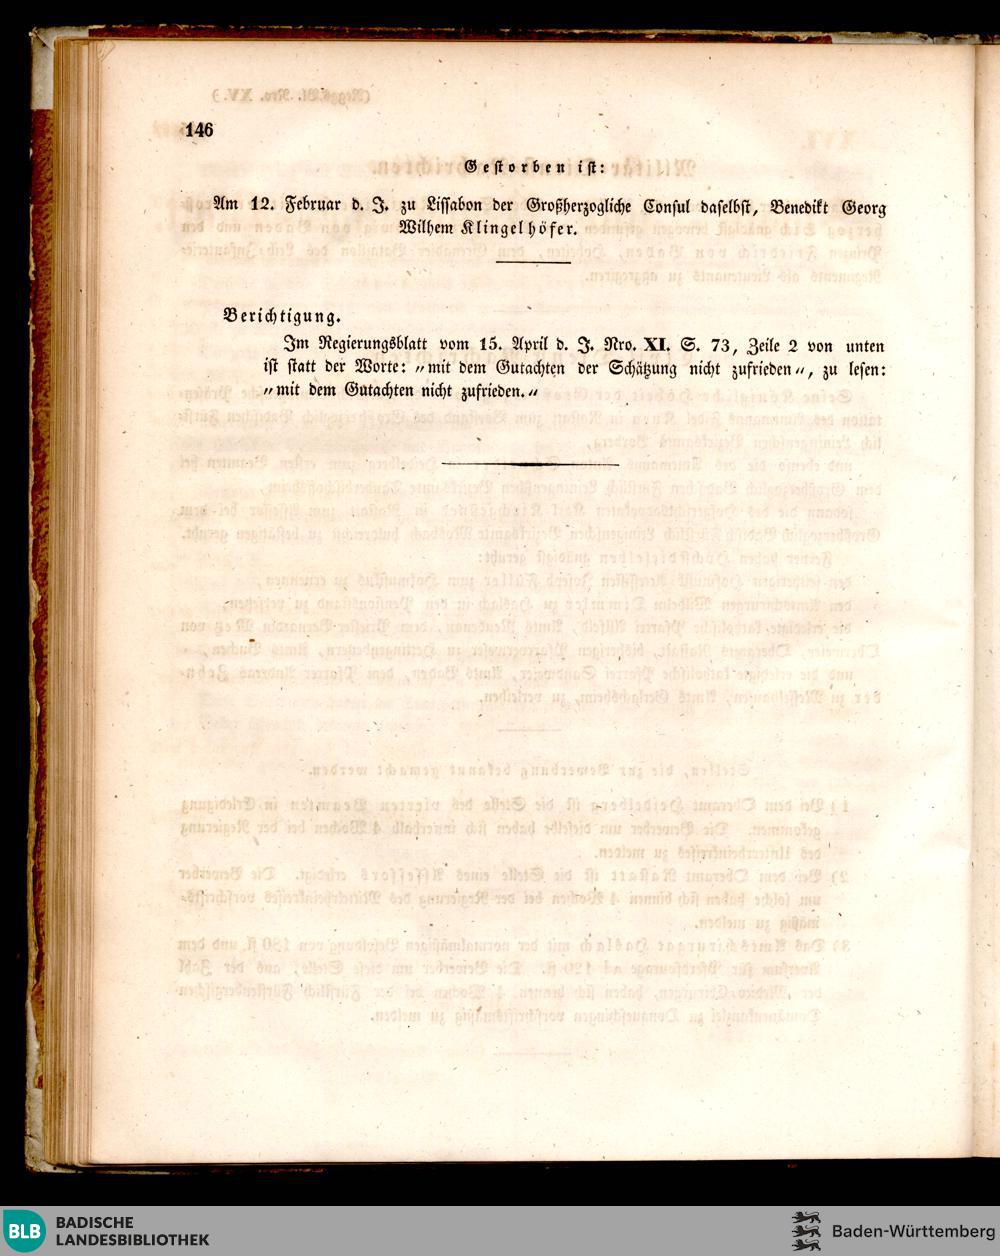 146
Gestorben ist:
Am 12. Februar d. J. zu Lissabon der Großherzogliche Consul daselbst, Benedikt Georg
Wilhem Klingelhöfer.
Berichtigung.
Im Regierungsblatt vom 15. April d. J. Nro. XI. S. 73, Zeile 2 von unten
ist statt der Worte: „mit dem Gutachten der Schätzung nicht zufrieden„, zu lesen:
„mit dem Gutachten nicht zufrieden.„
BLB BADISCHE
LANDESBIBLIOTHEK
Baden-Württemberg